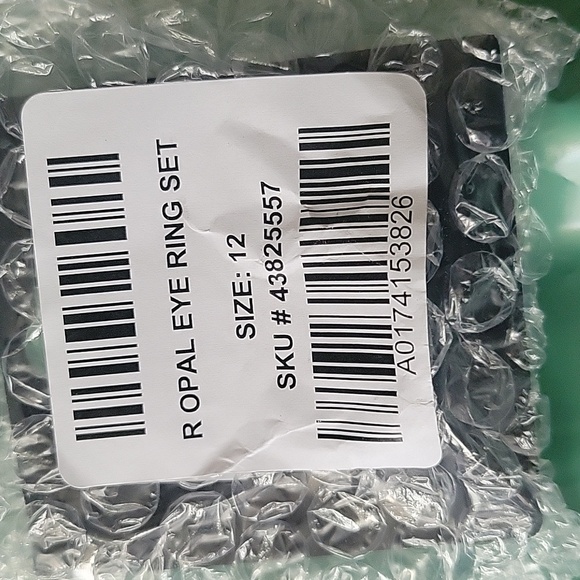 R OPAL EYE RING SET
SIZE: 12
SKU # 43825557
A0174153826